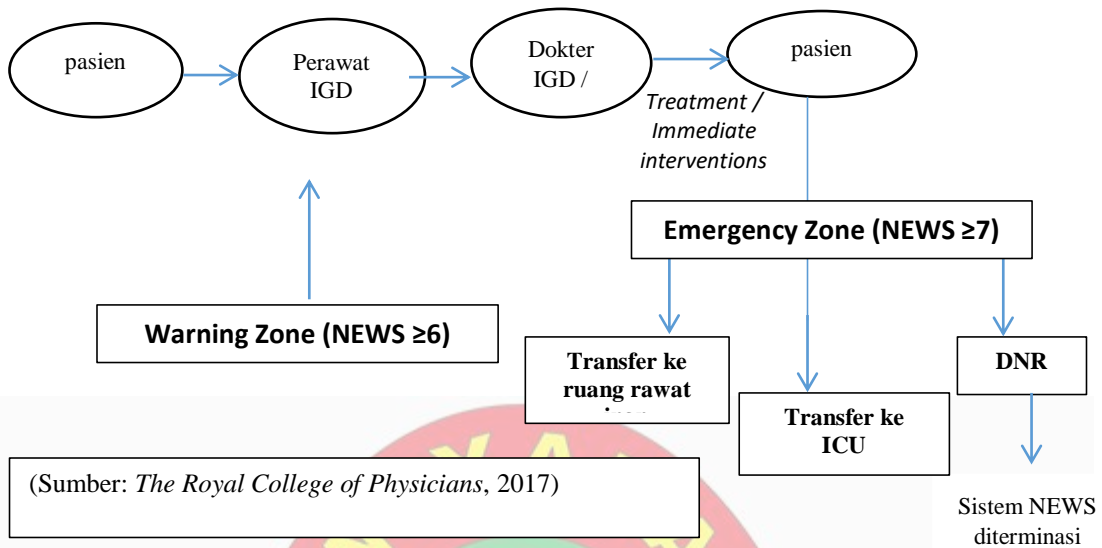 pasien
Perawat
IGD
Dokter
IGD /
pasien
Treatment /
Immediate
interventions
Emergency Zone (NEWS ≥7)
Warning Zone (NEWS ≥6)
Transfer ke
ruang rawat
Transfer ke
ICU
DNR
(Sumber: The Royal College of Physicians, 2017)
Sistem NEWS
diterminasi